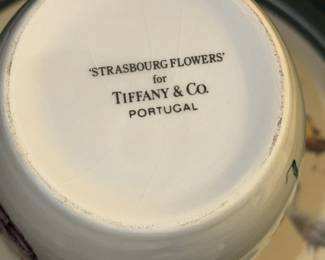 'STRASBOURG FLOWERS'
for
TIFFANY & CO.
PORTUGAL